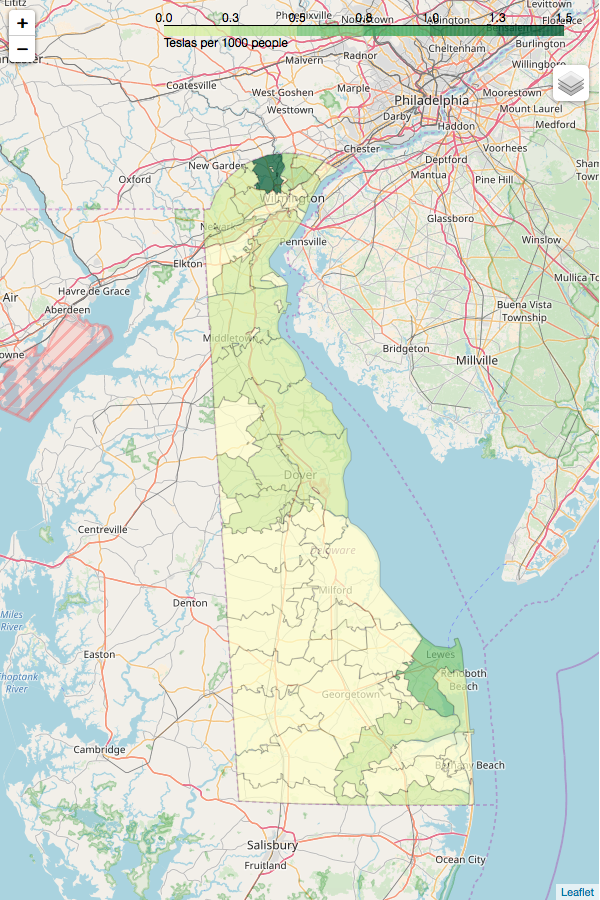 Lititz
Levittown
+
0.0 0.3 0.5 0.8 1.0 1.3 1.5
Phoenixville
Norristown
Abington
Florence
Bensalem
Teslas per 1000 people
Burlington
−
Cheltenham
Malvern
Radnor
Willingboro
Coatesville
West Goshen
Marple
Moorestown
Philadelphia
Westtown
Mount Laurel
Darby
Medford
Haddon
Chester
Voorhees
New Garden
Deptford
Oxford
Mantua
Pine Hill
Wilmington
Glassboro
Newark
Pennsville
Winslow
Elkton
Havre de Grace
Air
Aberdeen
Buena Vista
Township
Middletown
Bridgeton
Millville
Dover
Centreville
Delaware
Milford
Denton
Miles
River
Easton
Lewes
Rehoboth
Beach
Georgetown
River
Cambridge
Bethany Beach
Salisbury
Fruitland
Ocean City
Leaflet